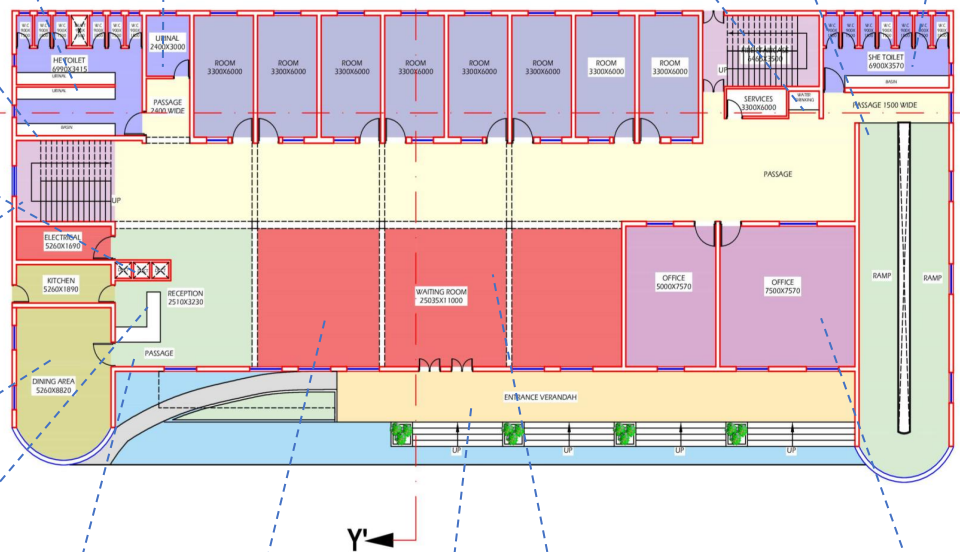 W C
W C
W C
W C
W C
W C
HE TOILET
6990X3415
URINAL
URINAL
BASIN
URINAL
2400X3000
PASSAGE
2400 WIDE
ROOM
3300X6000
ROOM
3300X6000
ROOM
3300X6000
ROOM
3300X6000
ROOM
3300X6000
ROOM
3300X6000
ROOM
3300X6000
ROOM
3300X6000
UP
SERVICES
3300X6000
WATER
DRINKING
W C
W C
W C
W C
W C
W C
SHE TOILET
6900X3570
BASIN
PASSAGE 1500 WIDE
PASSAGE
UP
ELECTRICAL
5260X1690
KITCHEN
5260X1890
RECEPTION
2510X3230
PASSAGE
DINING AREA
5260X8820
WAITING ROOM
25035X11000
OFFICE
5000X7570
OFFICE
7500X7570
RAMP
RAMP
ENTRANCE VERANDAH
UP
UP
UP
UP
Y'